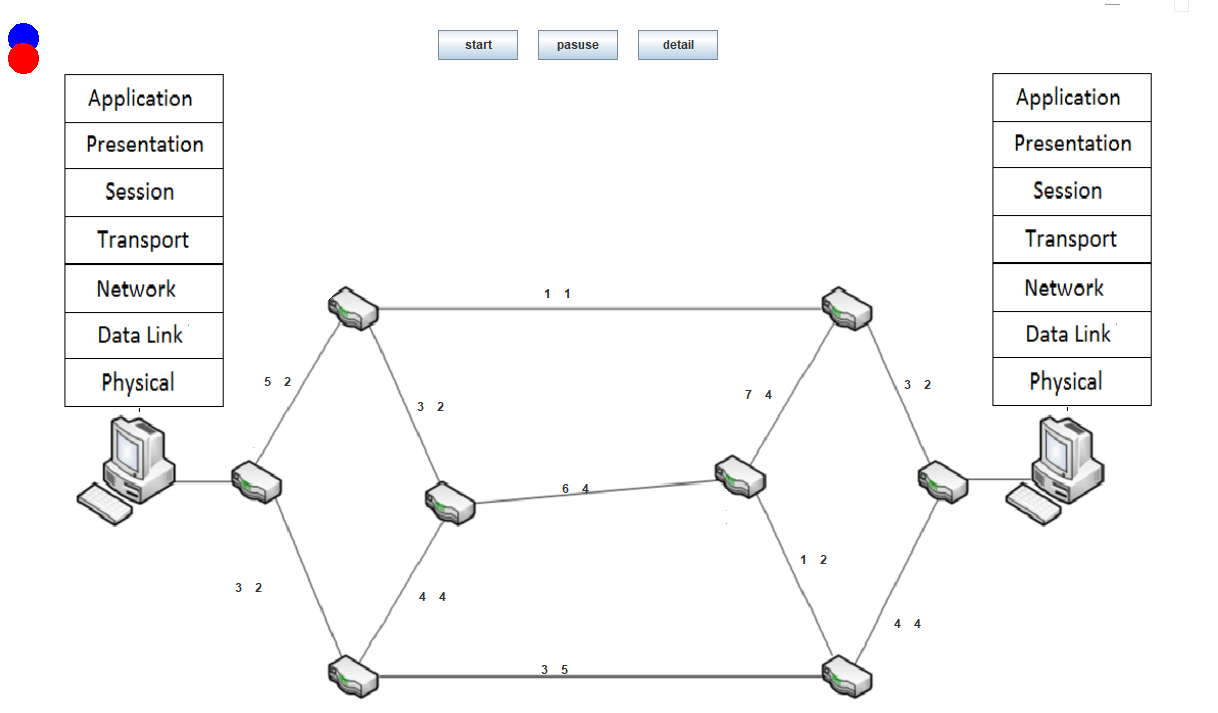 start pasuse detail
Application
Presentation
Session
Transport
Network
Data Link
Physical
Application
Presentation
Session
Transport
Network
Data Link
Physical
1 1
5 2
3 2
7 4
3 2
6 4
3 2
4 4
1 2
4 4
3 5